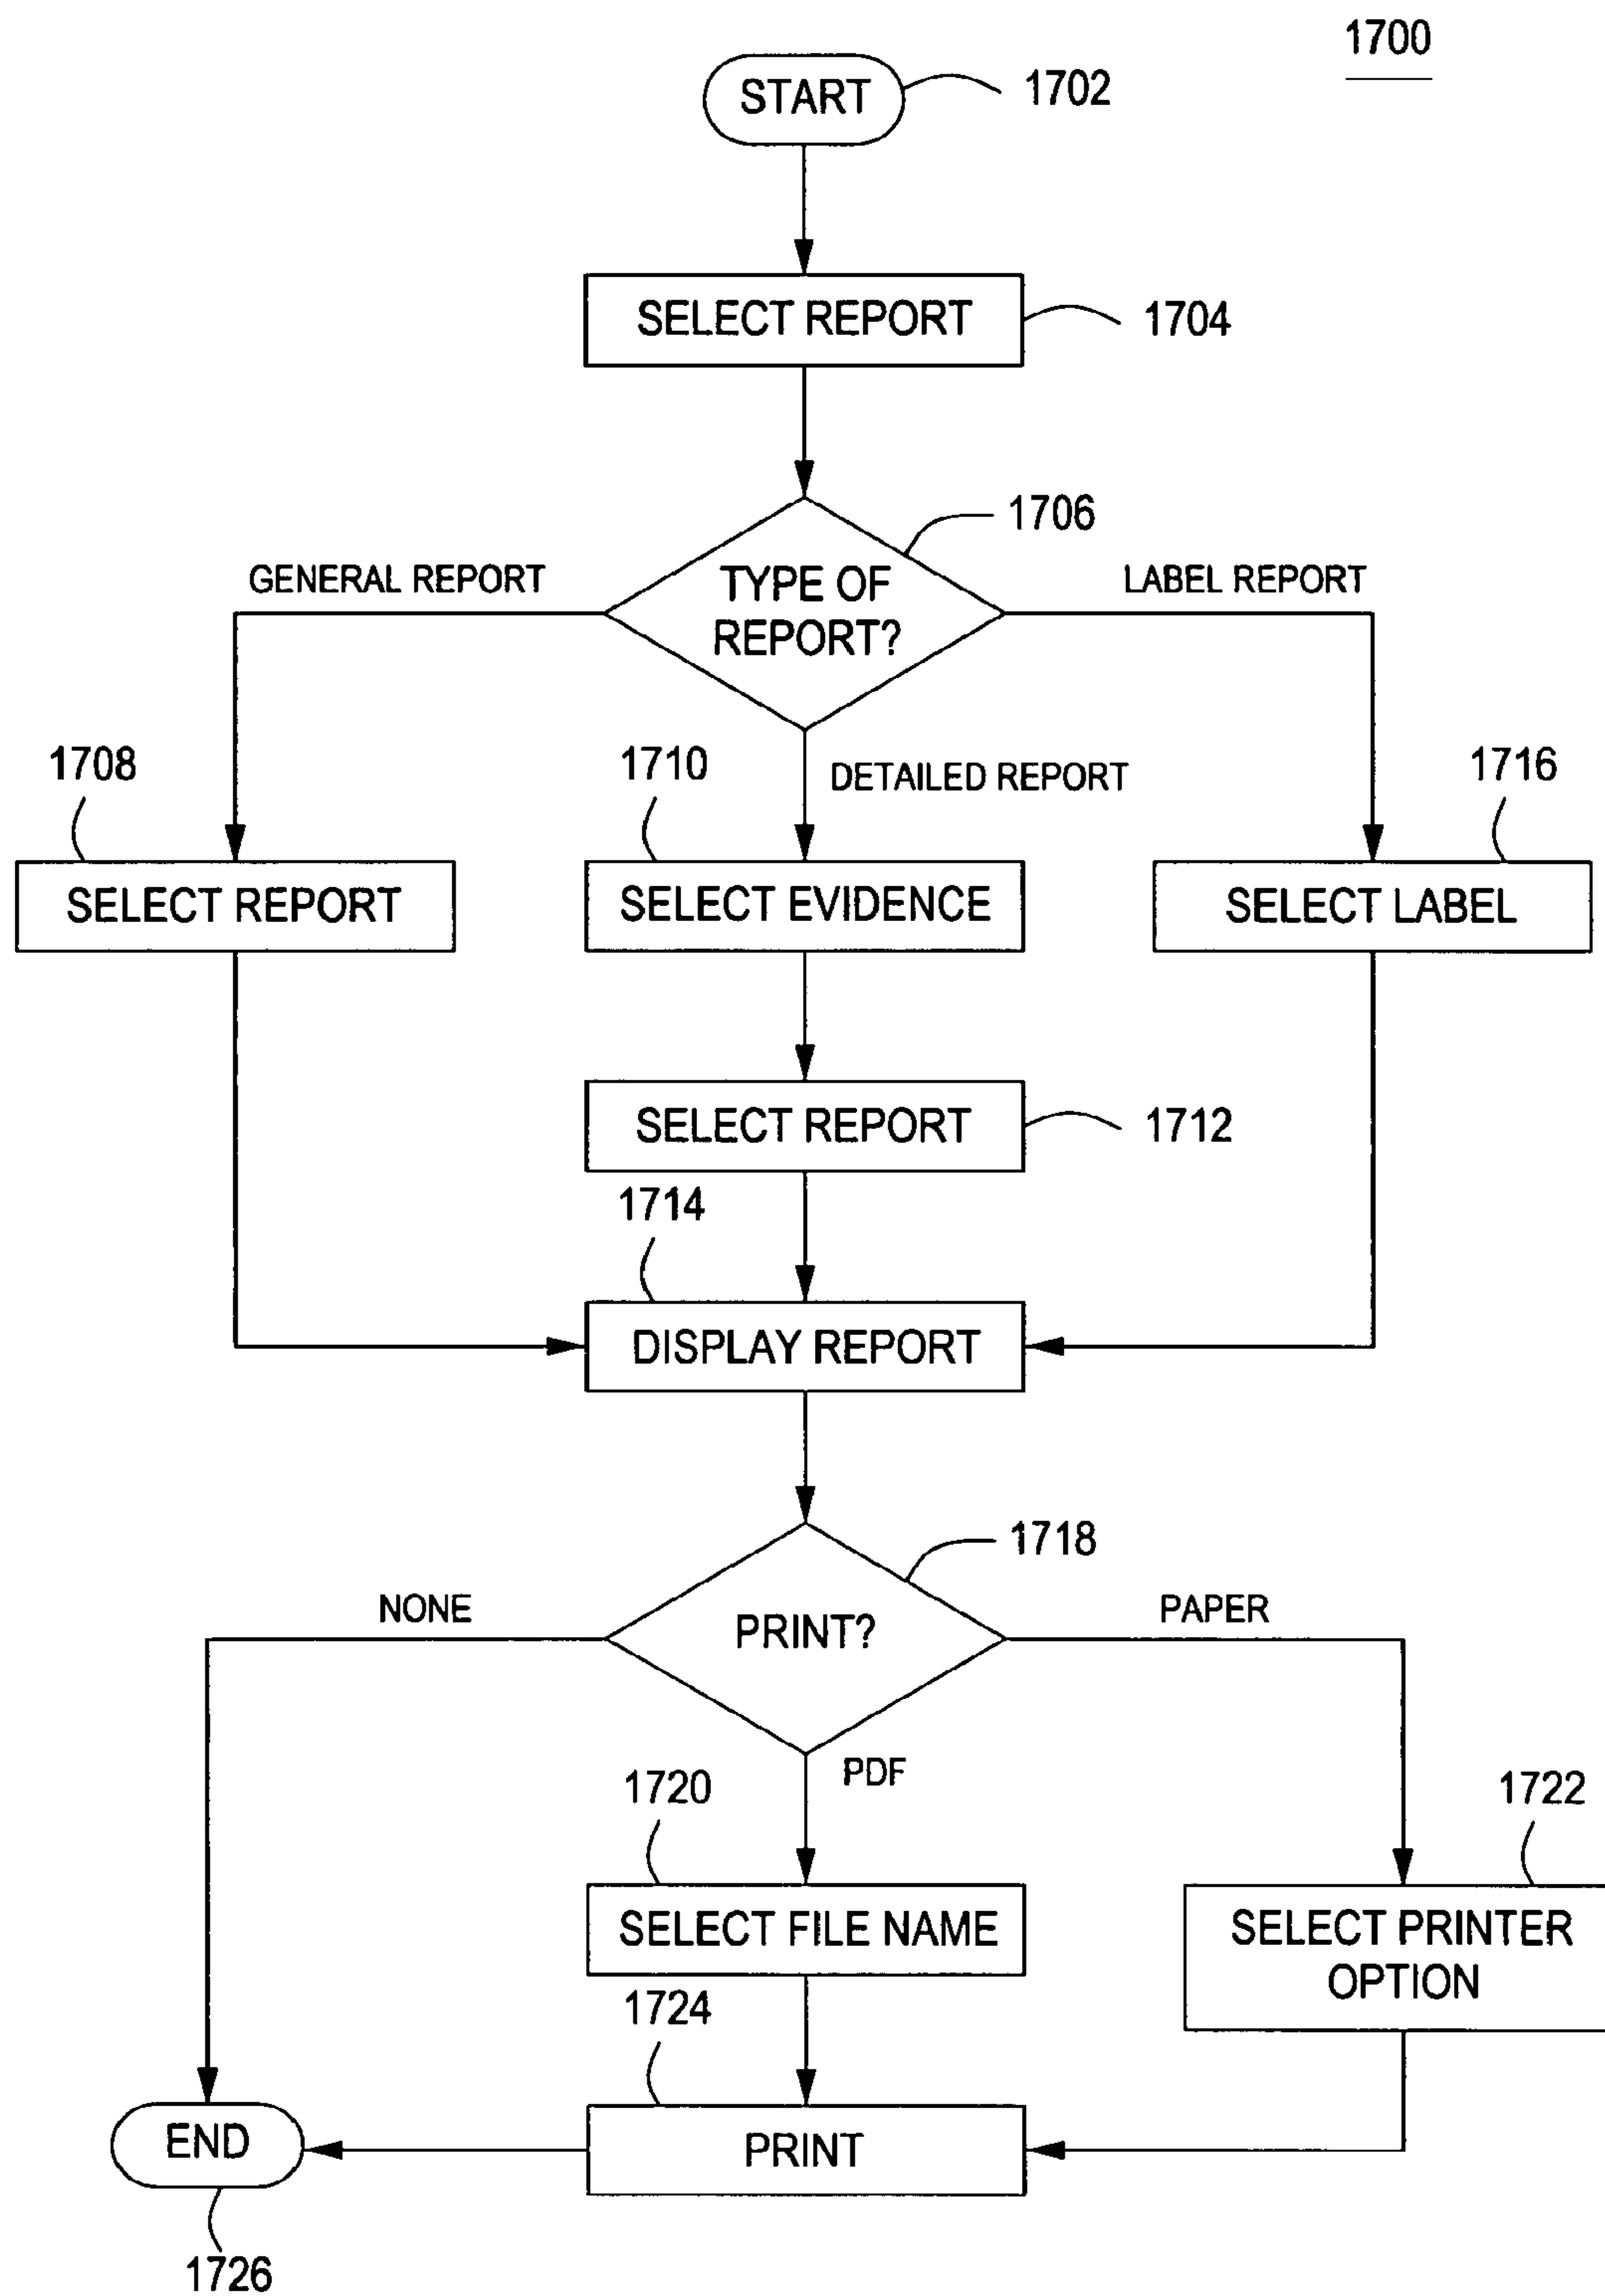 1700
START
1702
SELECT REPORT
1704
1706
GENERAL REPORT
TYPE OF
REPORT?
LABEL REPORT
1708
1710
DETAILED REPORT
1716
SELECT REPORT
SELECT EVIDENCE
SELECT LABEL
SELECT REPORT
1712
1714
DISPLAY REPORT
1718
NONE
PRINT?
PAPER
PDF
1720
1722
SELECT FILE NAME
SELECT PRINTER
OPTION
1724
END
PRINT
1726